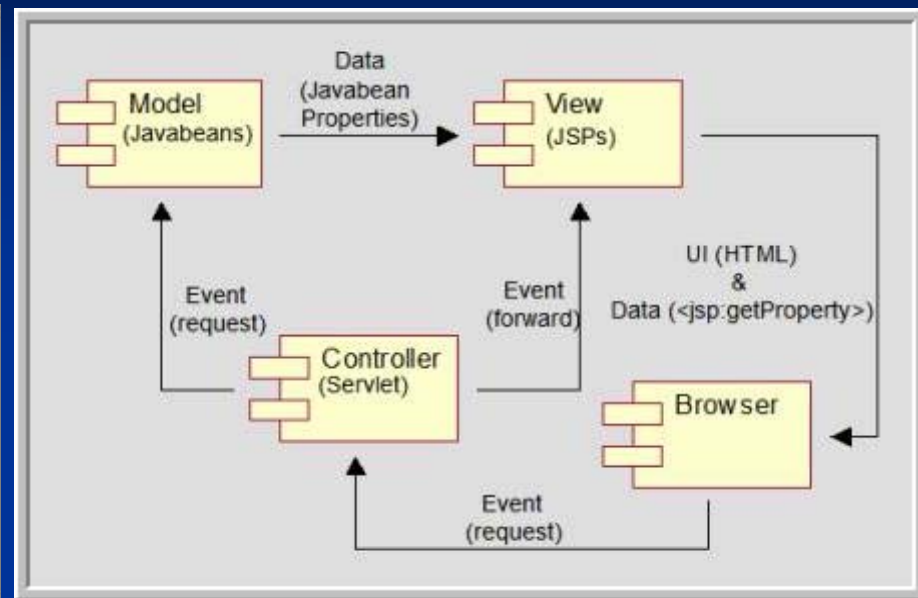 Data
(Javabean
Properties)
Model
(Javabeans)
View
(JSPs)
UI (HTML)
&
Data (<jsp:getProperty>)
Event
(request)
Event
(forward)
Controller
(Servlet)
Browser
Event
(request)